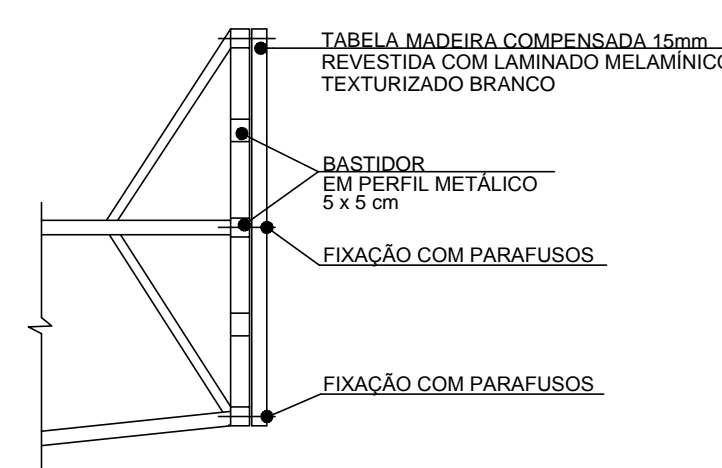 TABELA MADEIRA COMPENSADA 15mm
REVESTIDA COM LAMINADO MELAMÍNICO
TEXTURIZADO BRANCO
BASTIDOR
EM PERFIL METÁLICO
5 x 5 cm
FIXAÇÃO COM PARAFUSOS
FIXAÇÃO COM PARAFUSOS